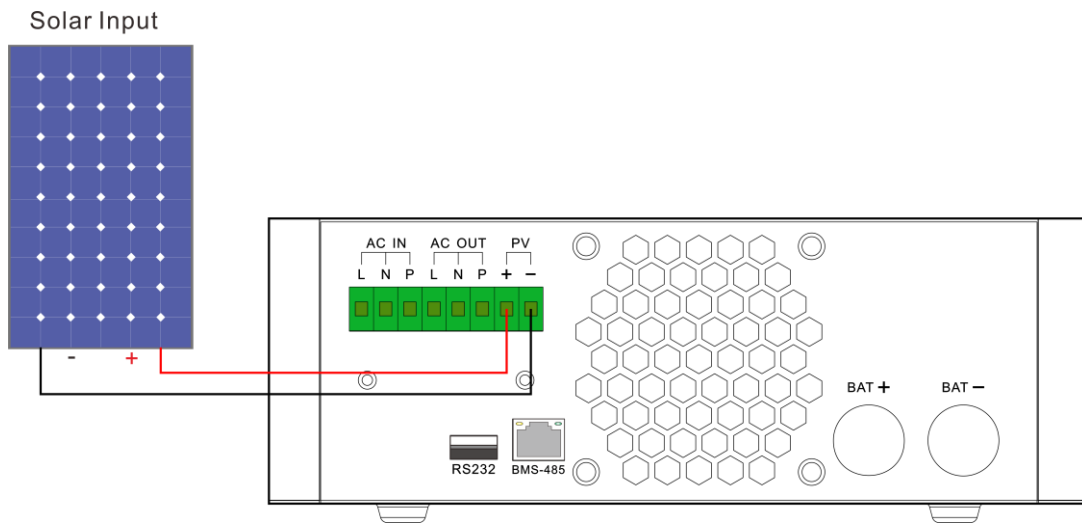 Solar Input
- +
AC IN AC OUT PV
L N P L N P + −
BAT + BAT −
RS232 BMS-485